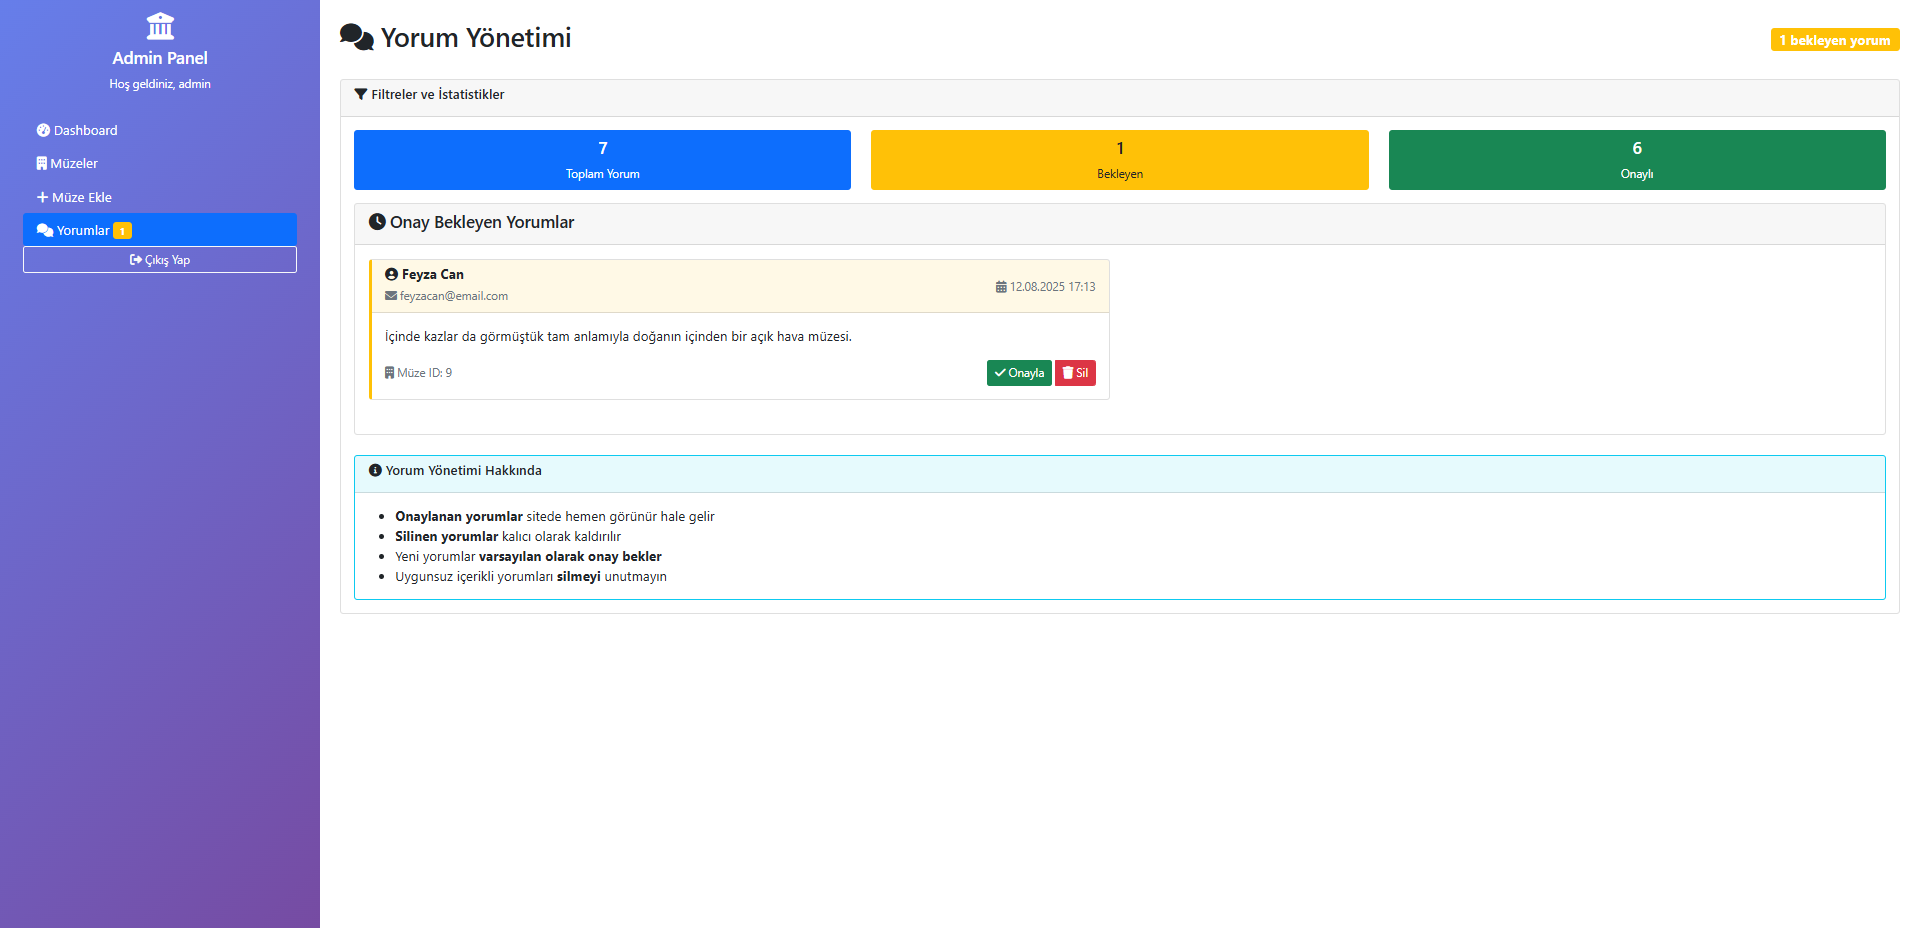 Admin Panel
Hoş geldiniz, admin
Dashboard
Müzeler
Müze Ekle
Yorumlar 1
Çıkış Yap
Yorum Yönetimi
1 bekleyen yorum
Filtreler ve İstatistikler
7
Toplam Yorum
1
Bekleyen
6
Onaylı
Onay Bekleyen Yorumlar
Feyza Can
feyzacan@email.com
12.08.2025 17:13
İçinde kazlar da görmüştük tam anlamıyla doğanın içinden bir açık hava müzesi.
Müze ID: 9
Onayla
Sil
Yorum Yönetimi Hakkında
Onaylanan yorumlar sitede hemen görünür hale gelir
Silinen yorumlar kalıcı olarak kaldırılır
Yeni yorumlar varsayılan olarak onay bekler
Uygunsuz içerikli yorumları silmeyi unutmayın